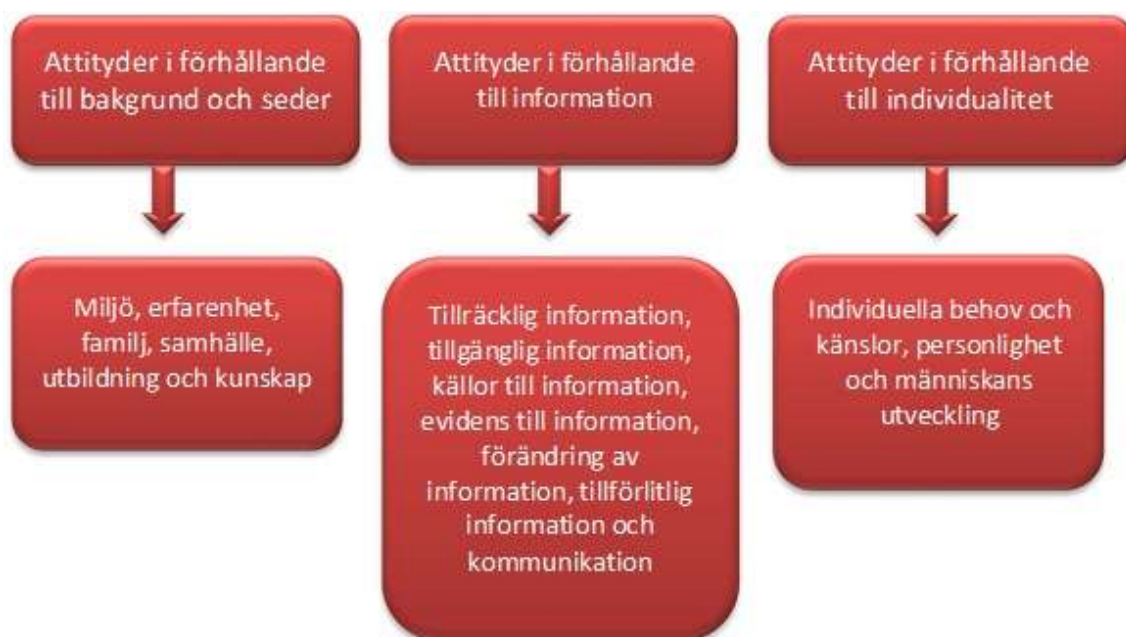 Attityder i förhållande
till bakgrund och seder
Attityder i förhållande
till information
Attityder i förhållande
till individualitet
Miljö, erfarenhet,
familj, samhälle,
utbildning och kunskap
Tillräcklig information,
tillgänglig information,
källor till information,
evidens till information,
förändring av
information, tillförlitlig
information och
kommunikation
Individuella behov och
känslor, personlighet
och människans
utveckling